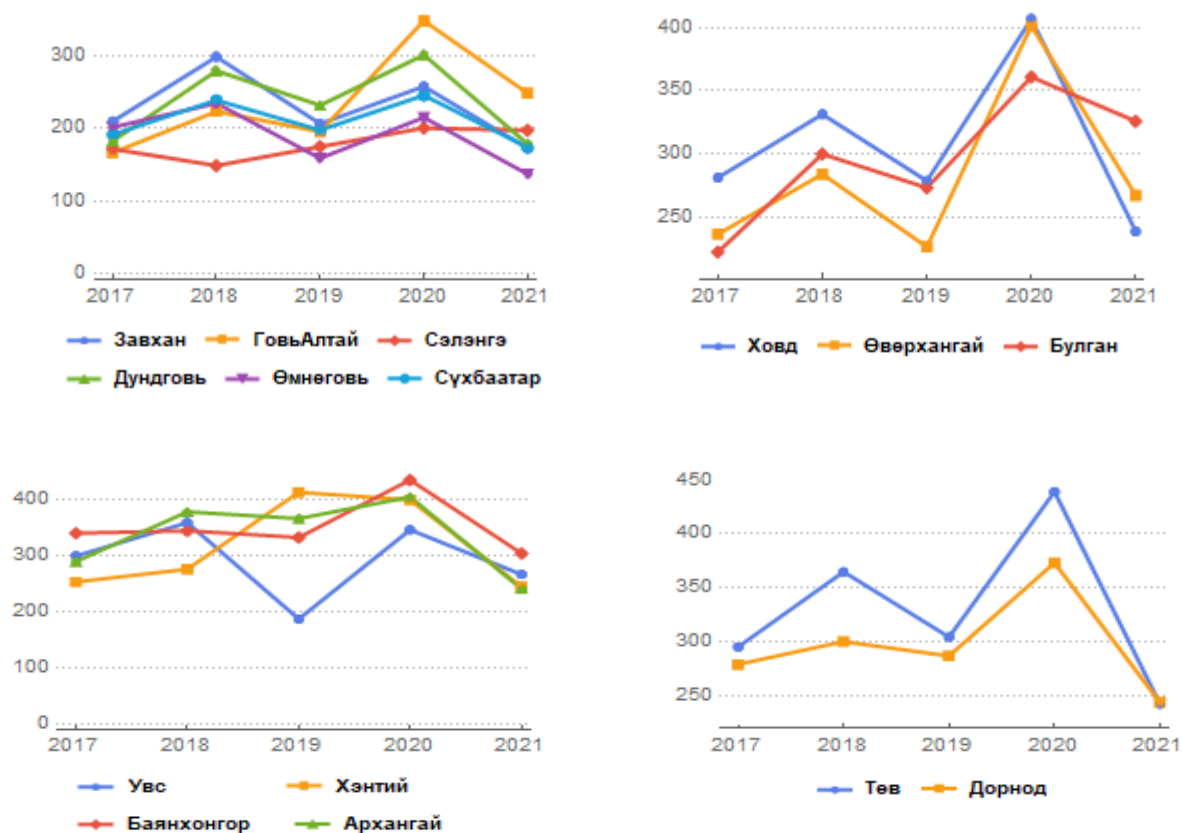 300
200
100
0
2017 2018 2019 2020 2021
Завхан ГовьАлтай Сэлэнгэ
Дундговь Өмнөговь Сүхбаатар
400
350
300
250
2017 2018 2019 2020 2021
Ховд Өвөрхангай Булган
400
300
200
100
0
2017 2018 2019 2020 2021
Увс Хэнтий
Баянхонгор Архангай
450
400
350
300
250
2017 2018 2019 2020 2021
Төв Дорнод